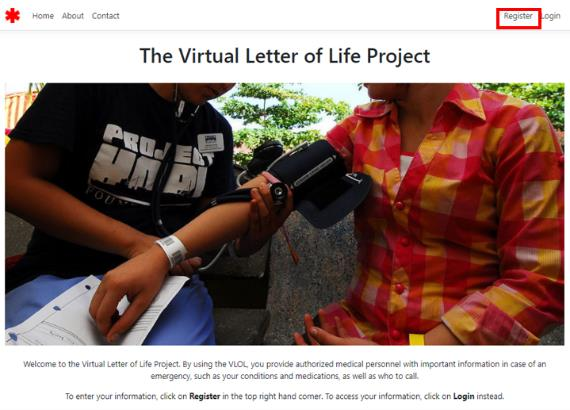 Home About Contact Register Login
The Virtual Letter of Life Project
PROJECT
Welcome to the Virtual Letter of Life Project. By using the VLOL, you provide authorized medical personnel with important information in case of an
emergency, such as your conditions and medications, as well as who to call.
To enter your information, click on Register in the top right hand corner. To access your information, click on Login instead.